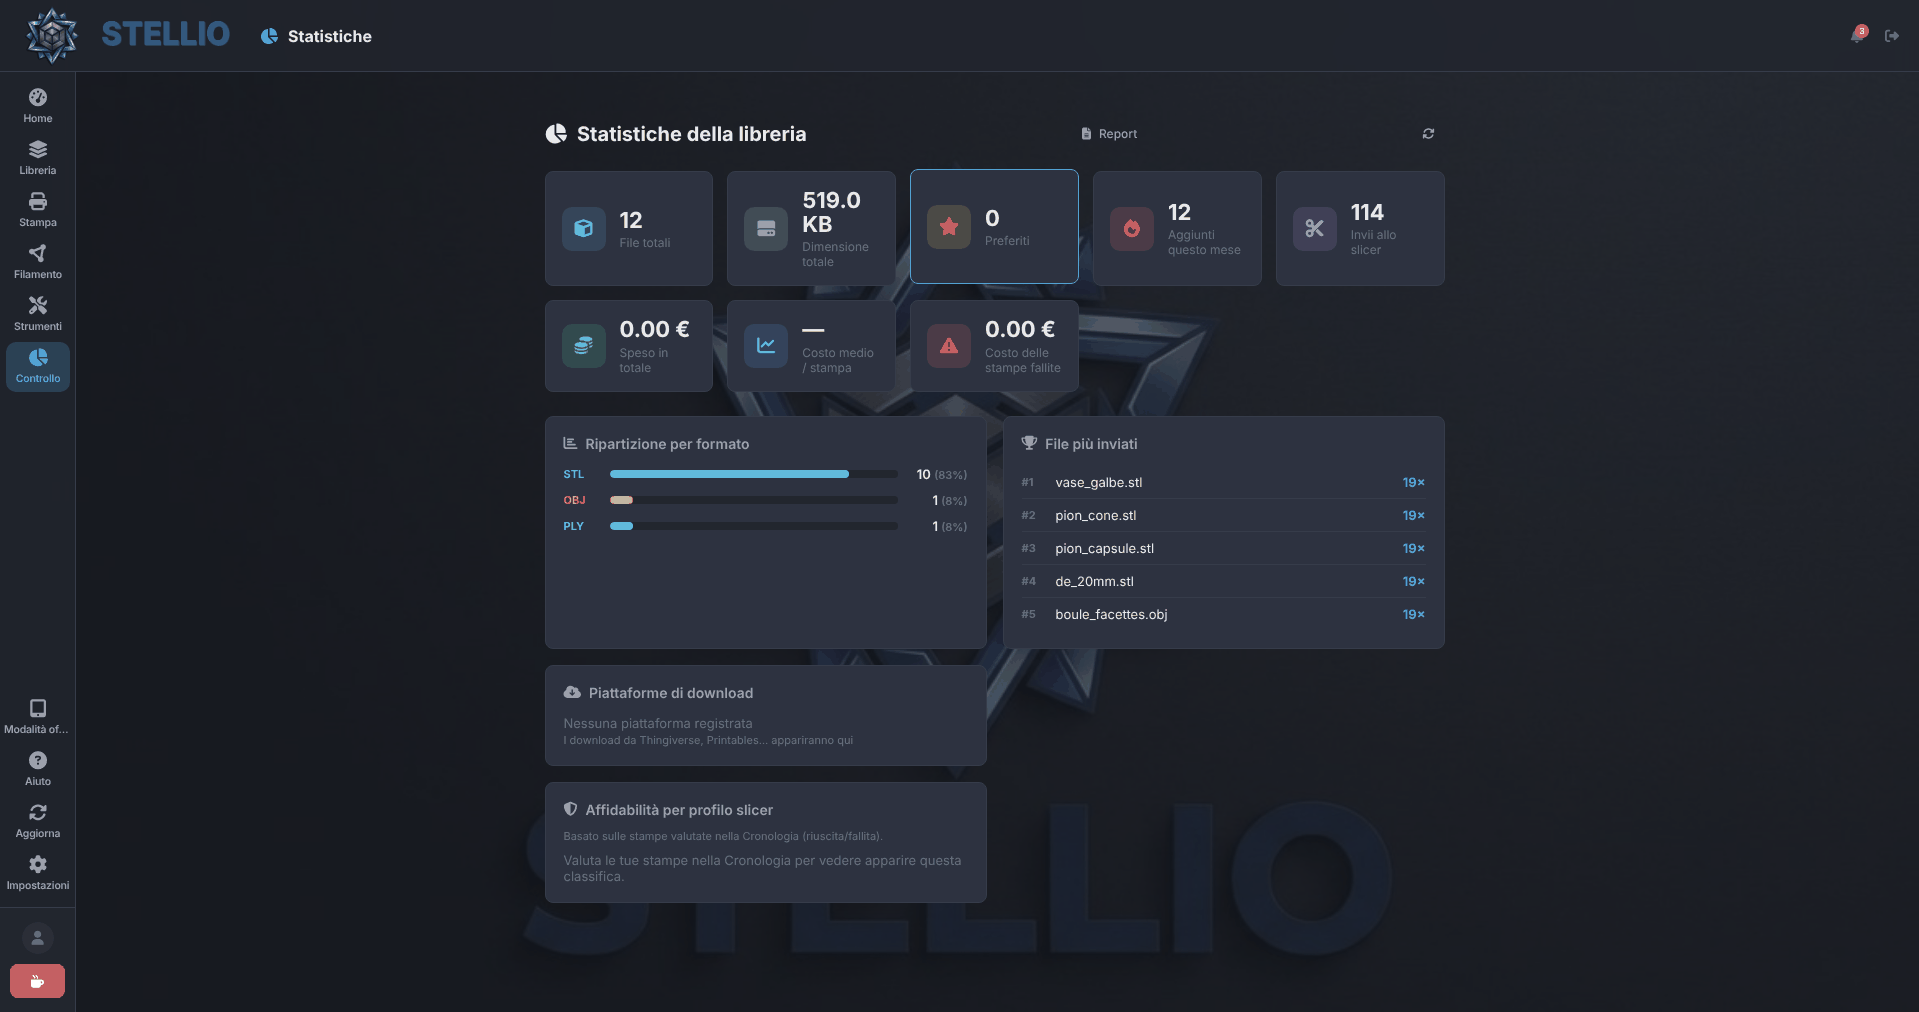 STELLIO
Statistiche
3
Home
Libreria
Stampa
Filamento
Strumenti
Controllo
Modalità of...
Aiuto
Aggiorna
Impostazioni
Statistiche della libreria
Report
12
File totali
519.0
KB
Dimensione
totale
0
Preferiti
12
Aggiunti
questo mese
114
Invii allo
slicer
0.00 €
Speso in
totale
—
Costo medio
/ stampa
0.00 €
Costo delle
stampe fallite
Ripartizione per formato
STL 10 (83%)
OBJ 1 (8%)
PLY 1 (8%)
File più inviati
#1 vase_galbe.stl 19×
#2 pion_cone.stl 19×
#3 pion_capsule.stl 19×
#4 de_20mm.stl 19×
#5 boule_facettes.obj 19×
Piattaforme di download
Nessuna piattaforma registrata
I download da Thingiverse, Printables... appariranno qui
Affidabilità per profilo slicer
Basato sulle stampe valutate nella Cronologia (riuscita/fallita).
Valuta le tue stampe nella Cronologia per vedere apparire questa
classifica.
STELLIO